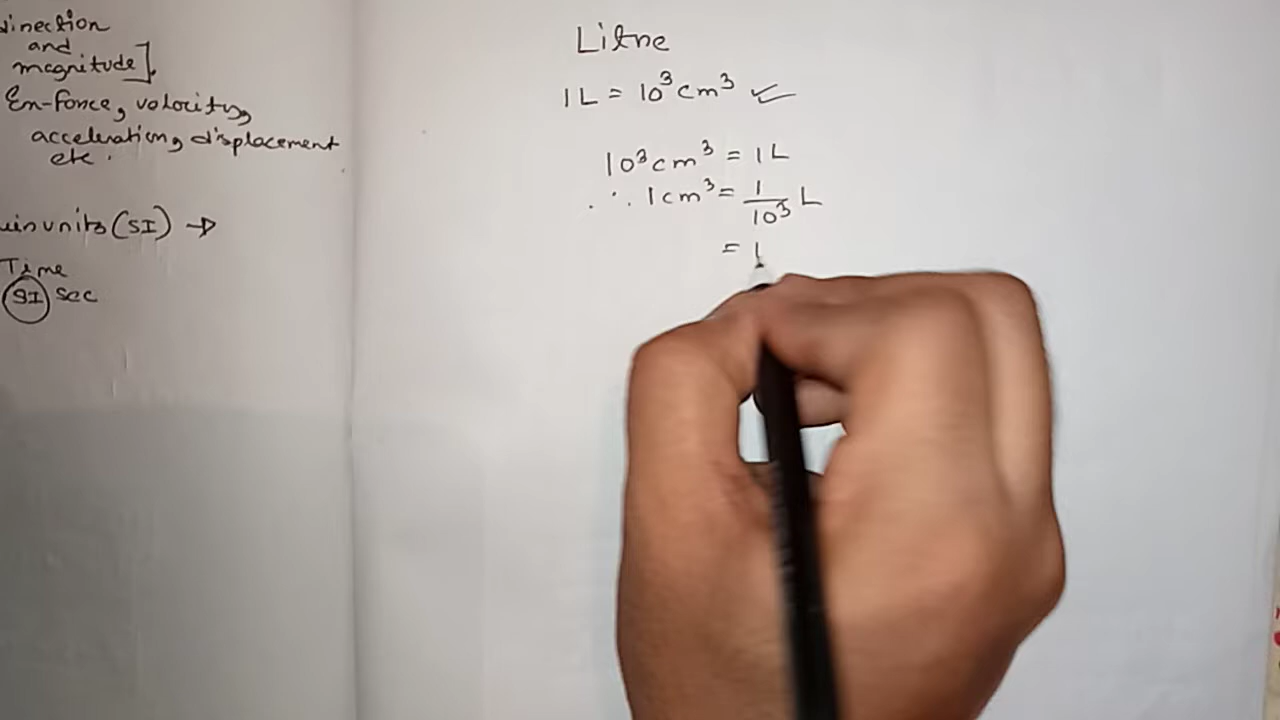 direction
and
magnitude].
En-Force, velocity,
acceleration, displacement
etc.
units (SI) →
Time
SI sec
Litre
1L = 10³cm³ ✓
10³cm³ = 1L
∴ 1cm³ = 1/10³ L
= 1